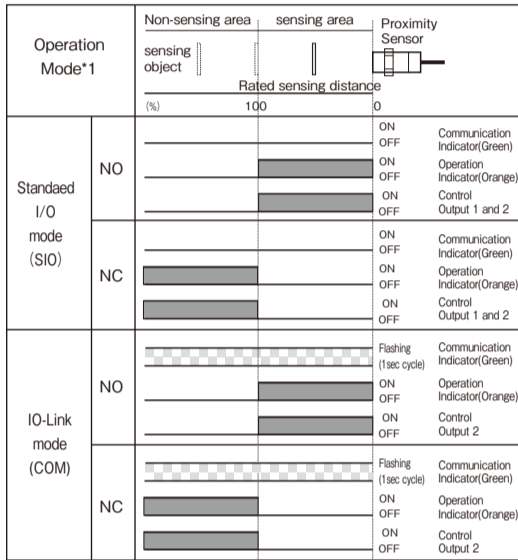 Operation
Mode*1
Non-sensing area
sensing area
Proximity
Sensor
sensing
object
Rated sensing distance
(%)
100
0
Standaed
I/O
mode
(SIO)
NO
ON
OFF
Communication
Indicator(Green)
ON
OFF
Operation
Indicator(Orange)
ON
OFF
Control
Output 1 and 2
NC
ON
OFF
Communication
Indicator(Green)
ON
OFF
Operation
Indicator(Orange)
ON
OFF
Control
Output 1 and 2
IO-Link
mode
(COM)
NO
Flashing
(1sec cycle)
Communication
Indicator(Green)
ON
OFF
Operation
Indicator(Orange)
ON
OFF
Control
Output 2
NC
Flashing
(1sec cycle)
Communication
Indicator(Green)
ON
OFF
Operation
Indicator(Orange)
ON
OFF
Control
Output 2